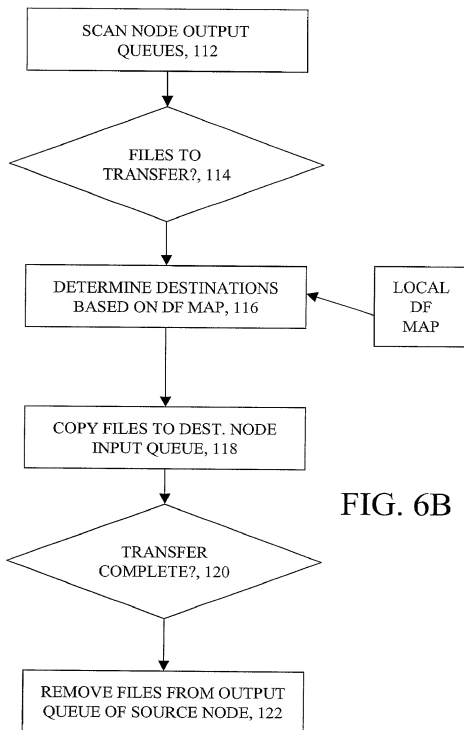 SCAN NODE OUTPUT
QUEUES, 112
FILES TO
TRANSFER?, 114
DETERMINE DESTINATIONS
BASED ON DF MAP, 116
LOCAL
DF
MAP
COPY FILES TO DEST. NODE
INPUT QUEUE, 118
FIG. 6B
TRANSFER
COMPLETE?, 120
REMOVE FILES FROM OUTPUT
QUEUE OF SOURCE NODE, 122